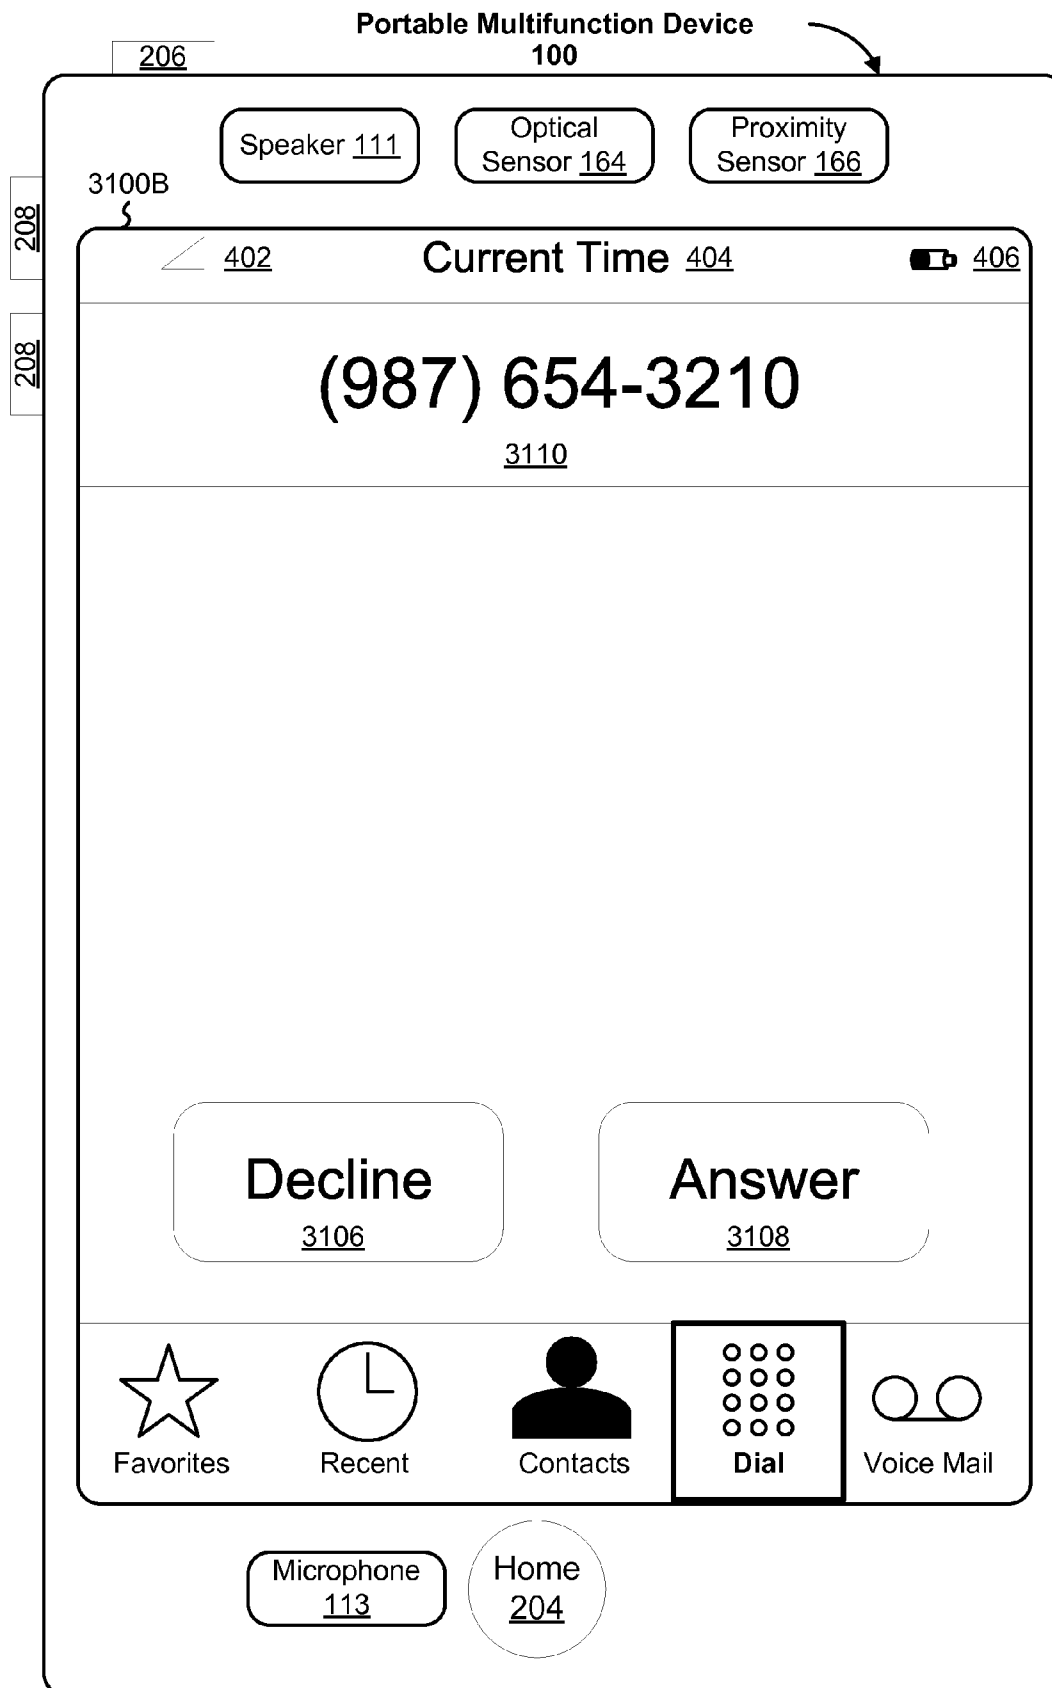 Portable Multifunction Device
100
206
Speaker 111
Optical
Sensor 164
Proximity
Sensor 166
3100B
208
208
402
Current Time 404
406
(987) 654-3210
3110
Decline
3106
Answer
3108
Favorites
Recent
Contacts
Dial
Voice Mail
Microphone
113
Home
204